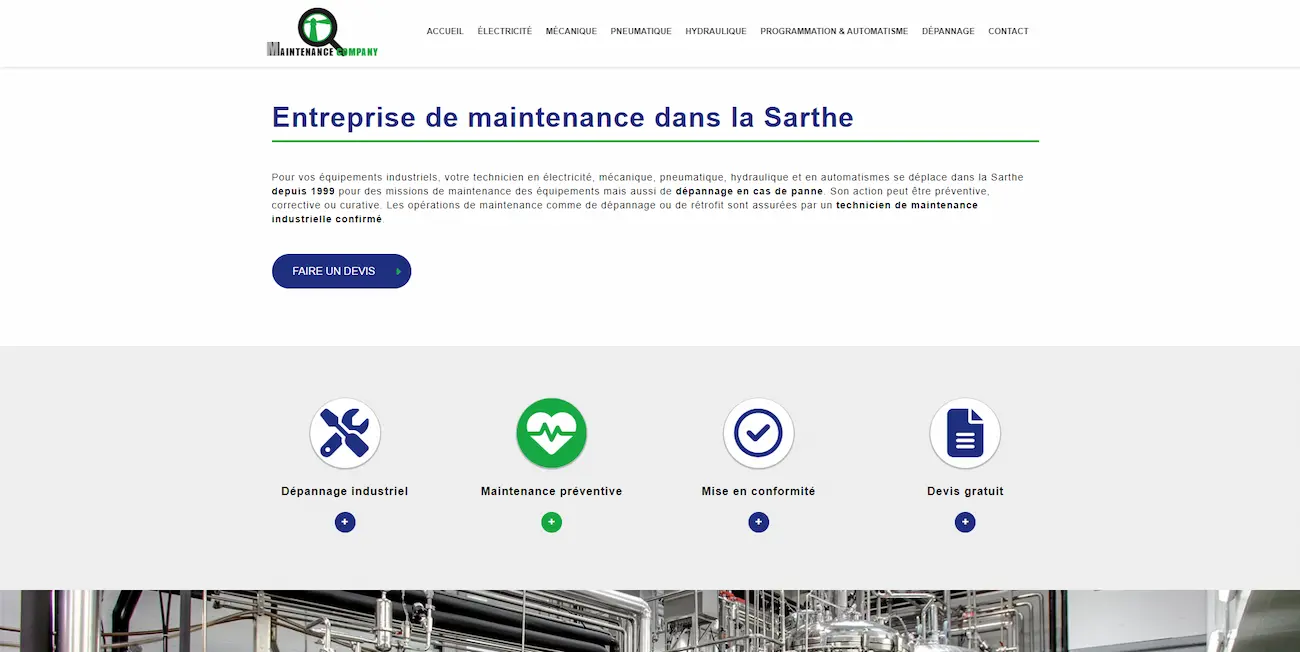 MAINTENANCE COMPANY
ACCUEIL ÉLECTRICITÉ MÉCANIQUE PNEUMATIQUE HYDRAULIQUE PROGRAMMATION & AUTOMATISME DÉPANNAGE CONTACT
Entreprise de maintenance dans la Sarthe
Pour vos équipements industriels, votre technicien en électricité, mécanique, pneumatique, hydraulique et en automatismes se déplace dans la Sarthe
depuis 1999 pour des missions de maintenance des équipements mais aussi de dépannage en cas de panne. Son action peut être préventive,
corrective ou curative. Les opérations de maintenance comme de dépannage ou de rétrofit sont assurées par un technicien de maintenance
industrielle confirmé.
FAIRE UN DEVIS
Dépannage industriel Maintenance préventive Mise en conformité Devis gratuit
+ + + +